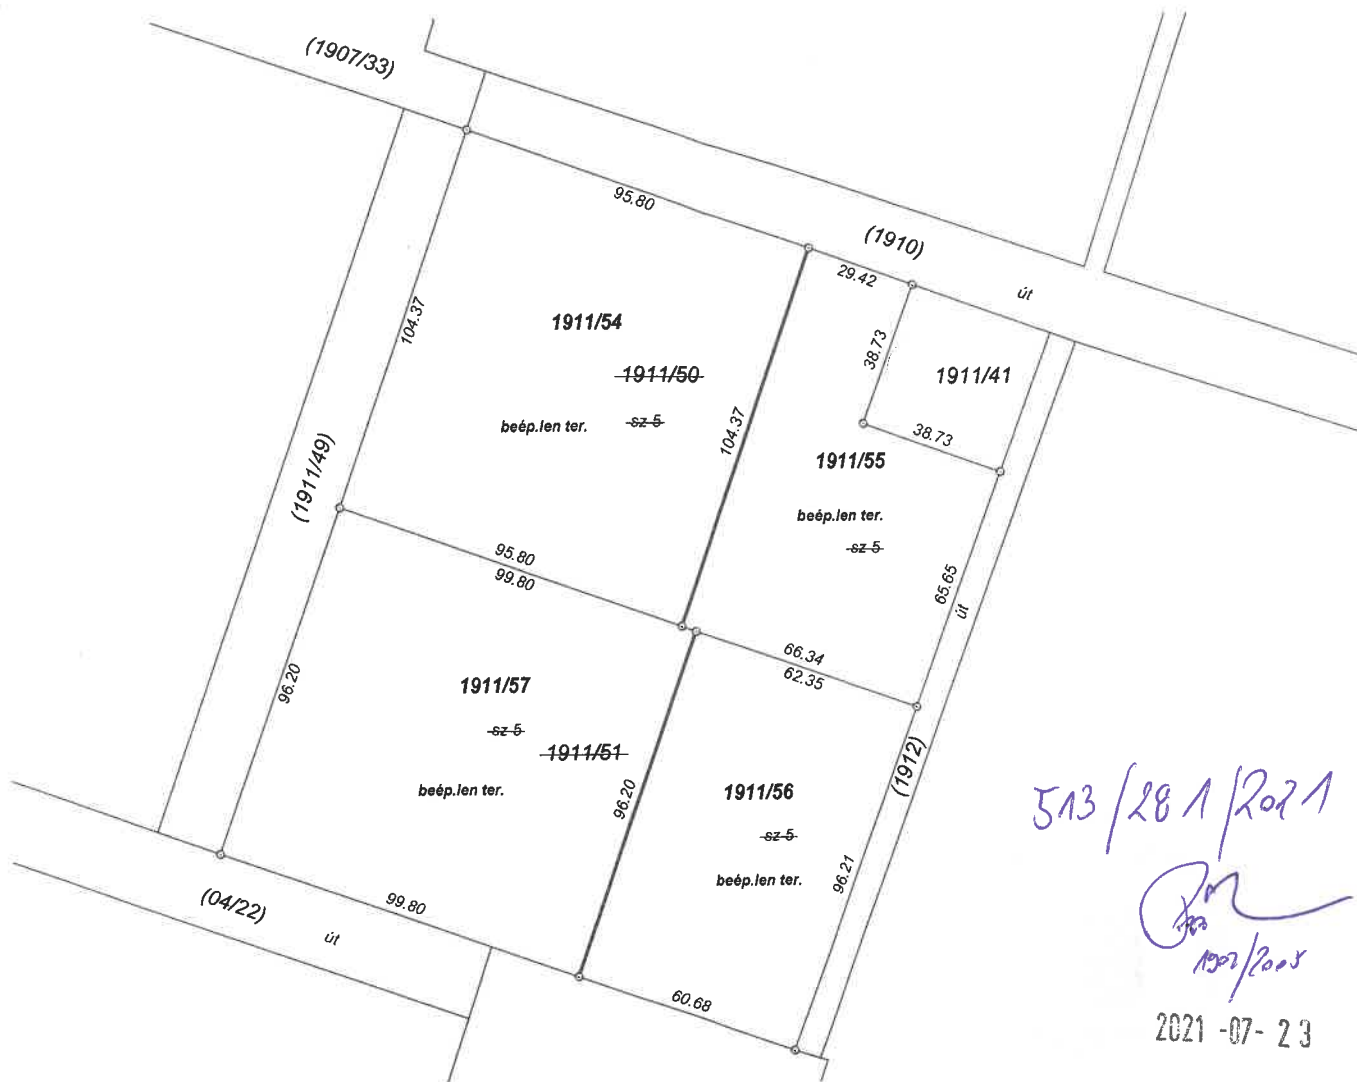 (1907/33)
95.80
(1910)
29.42
út
104.37
1911/54
38.73
1911/50
1911/41
beép.len ter.
sz 5
104.37
38.73
(1911/49)
1911/55
beép.len ter.
sz 5
95.80
99.80
65.65
út
66.34
62.35
96.20
1911/57
sz 5
1911/51
(1912)
beép.len ter.
96.20
1911/56
sz 5
beép.len ter.
96.21
(04/22)
út
99.80
60.68
513/281/2021
2021 -07- 23